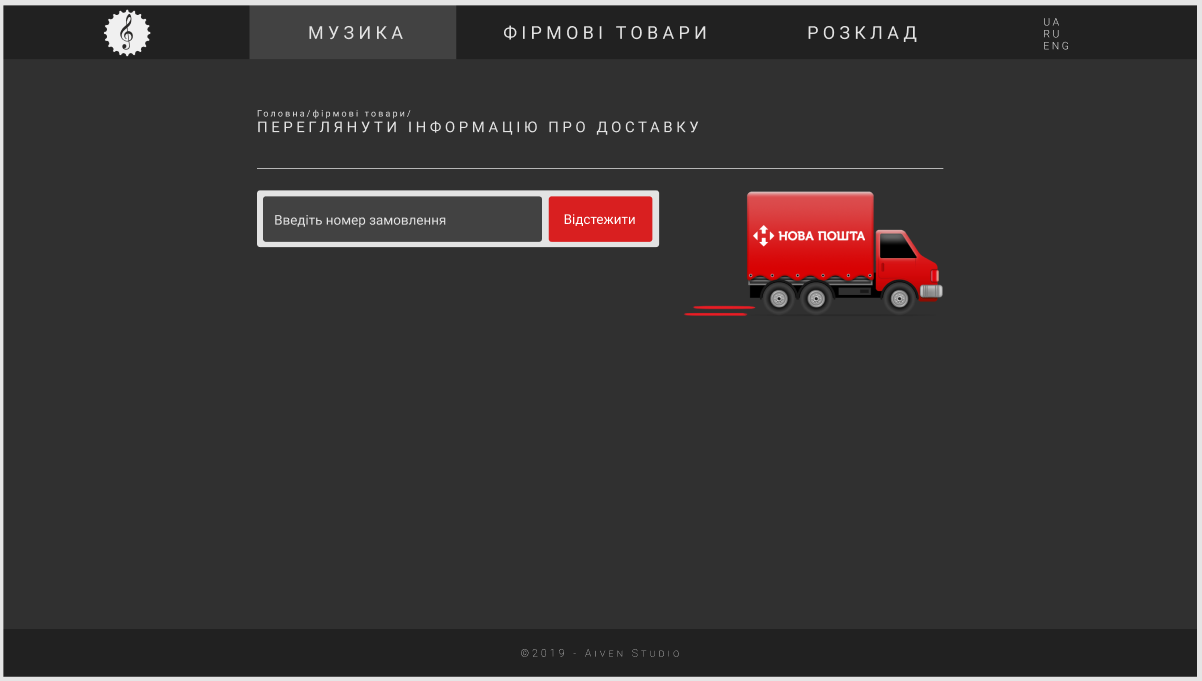 МУЗИКА
ФІРМОВІ ТОВАРИ
РОЗКЛАД
UA
RU
ENG
Головна/фірмові товари/
ПЕРЕГЛЯНУТИ ІНФОРМАЦІЮ ПРО ДОСТАВКУ
Введіть номер замовлення
Відстежити
НОВА ПОШТА
©2019 - Aiven Studio